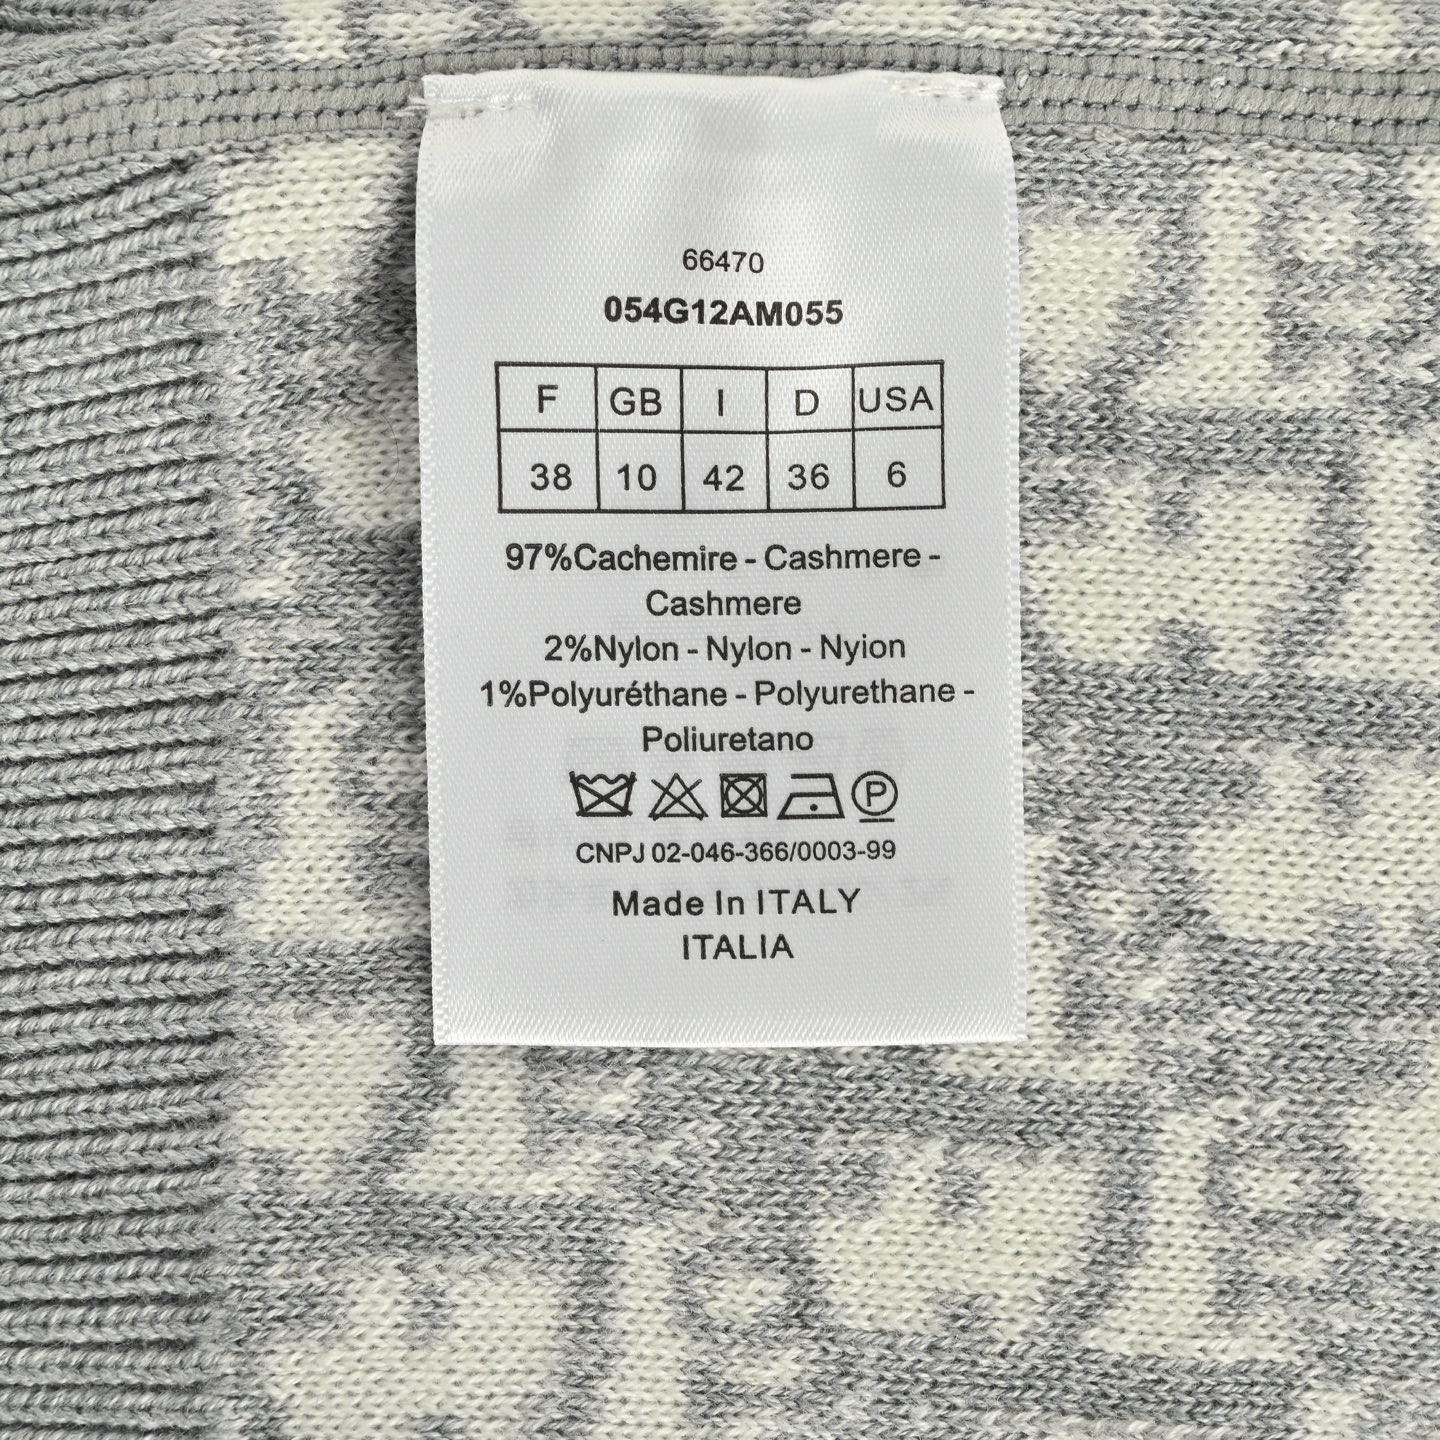 66470
054G12AM055
F GB I D USA
38 10 42 36 6
97%Cachemire - Cashmere -
Cashmere
2%Nylon - Nylon - Nyion
1%Polyuréthane - Polyurethane -
Poliuretano
P
CNPJ 02-046-366/0003-99
Made In ITALY
ITALIA